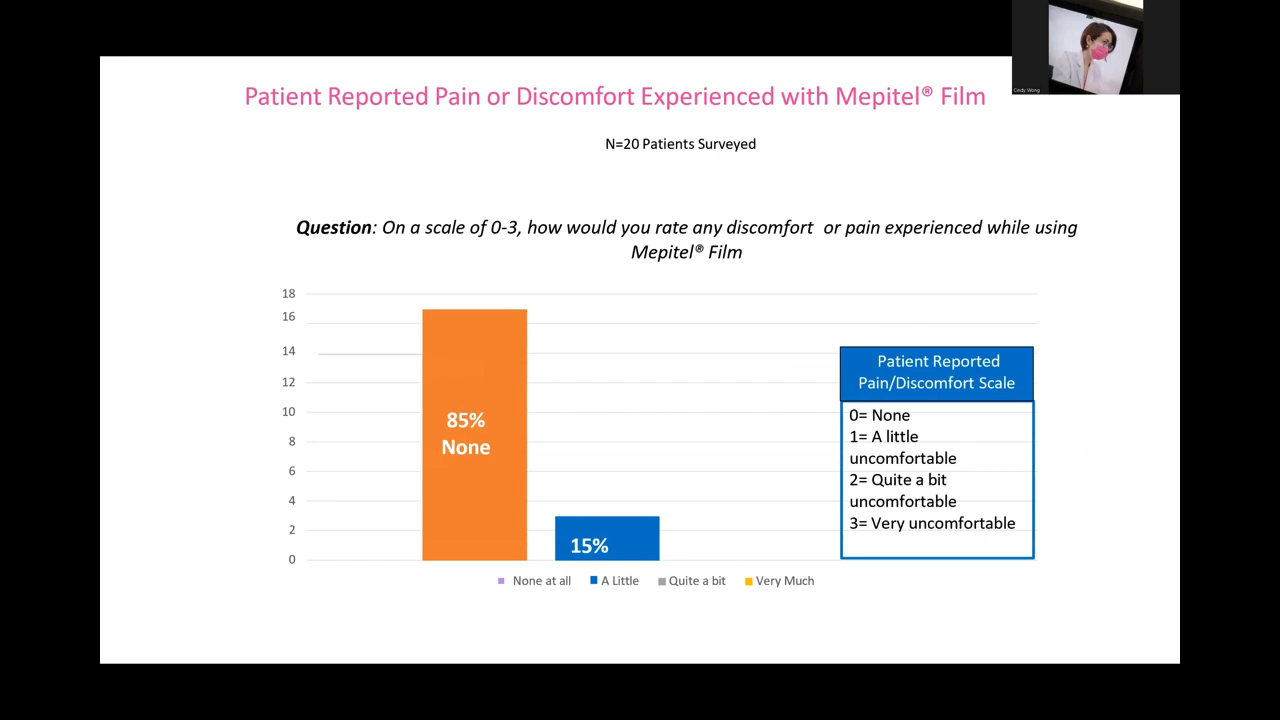 Cindy Wong
Patient Reported Pain or Discomfort Experienced with Mepitel® Film
N=20 Patients Surveyed
Question: On a scale of 0-3, how would you rate any discomfort or pain experienced while using
Mepitel® Film
18
16
14
12
10
8
6
4
2
0
85%
None
15%
Patient Reported
Pain/Discomfort Scale
0= None
1= A little
uncomfortable
2= Quite a bit
uncomfortable
3= Very uncomfortable
None at all A Little Quite a bit Very Much